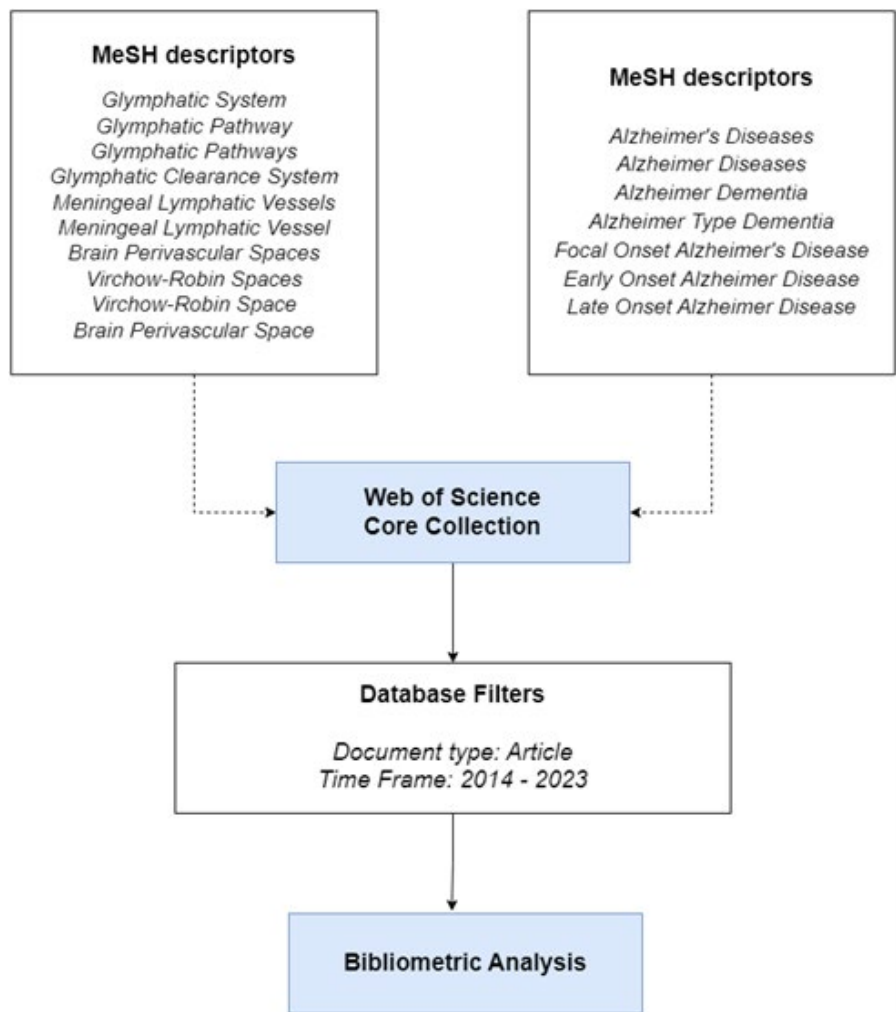 MeSH descriptors
Glymphatic System
Glymphatic Pathway
Glymphatic Pathways
Glymphatic Clearance System
Meningeal Lymphatic Vessels
Meningeal Lymphatic Vessel
Brain Perivascular Spaces
Virchow-Robin Spaces
Virchow-Robin Space
Brain Perivascular Space
MeSH descriptors
Alzheimer's Diseases
Alzheimer Diseases
Alzheimer Dementia
Alzheimer Type Dementia
Focal Onset Alzheimer's Disease
Early Onset Alzheimer Disease
Late Onset Alzheimer Disease
Web of Science
Core Collection
Database Filters
Document type: Article
Time Frame: 2014 - 2023
Bibliometric Analysis